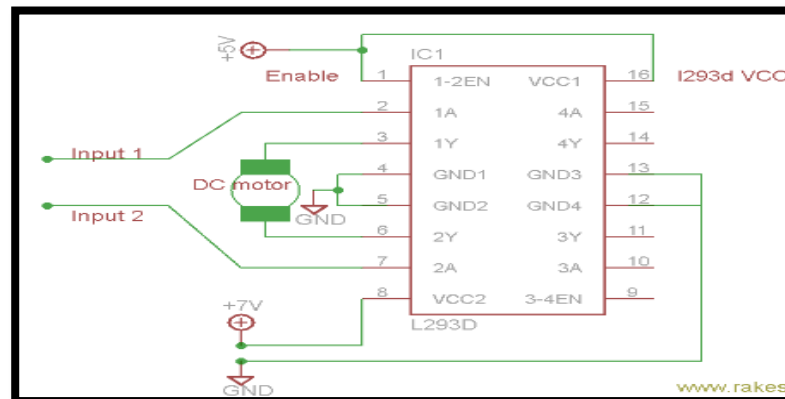 +5V
IC1
Enable
1 1-2EN VCC1 16 l293d VCC
2 1A 4A 15
3 1Y 4Y 14
Input 1
4 GND1 GND3 13
DC motor
5 GND2 GND4 12
GND
Input 2
6 2Y 3Y 11
7 2A 3A 10
8 VCC2 3-4EN 9
+7V
L293D
GND
www.rakes